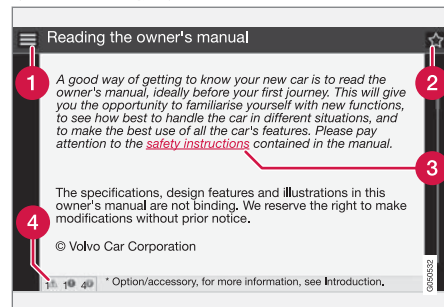 Reading the owner's manual
1
2
A good way of getting to know your new car is to read the
owner's manual, ideally before your first journey. This will give
you the opportunity to familiarise yourself with new functions,
to see how best to handle the car in different situations, and
to make the best use of all the car's features. Please pay
attention to the safety instructions contained in the manual.
3
The specifications, design features and illustrations in this
owner's manual are not binding. We reserve the right to make
modifications without prior notice.
4
© Volvo Car Corporation
1 1 4 * Option/accessory, for more information, see Introduction.
G050532